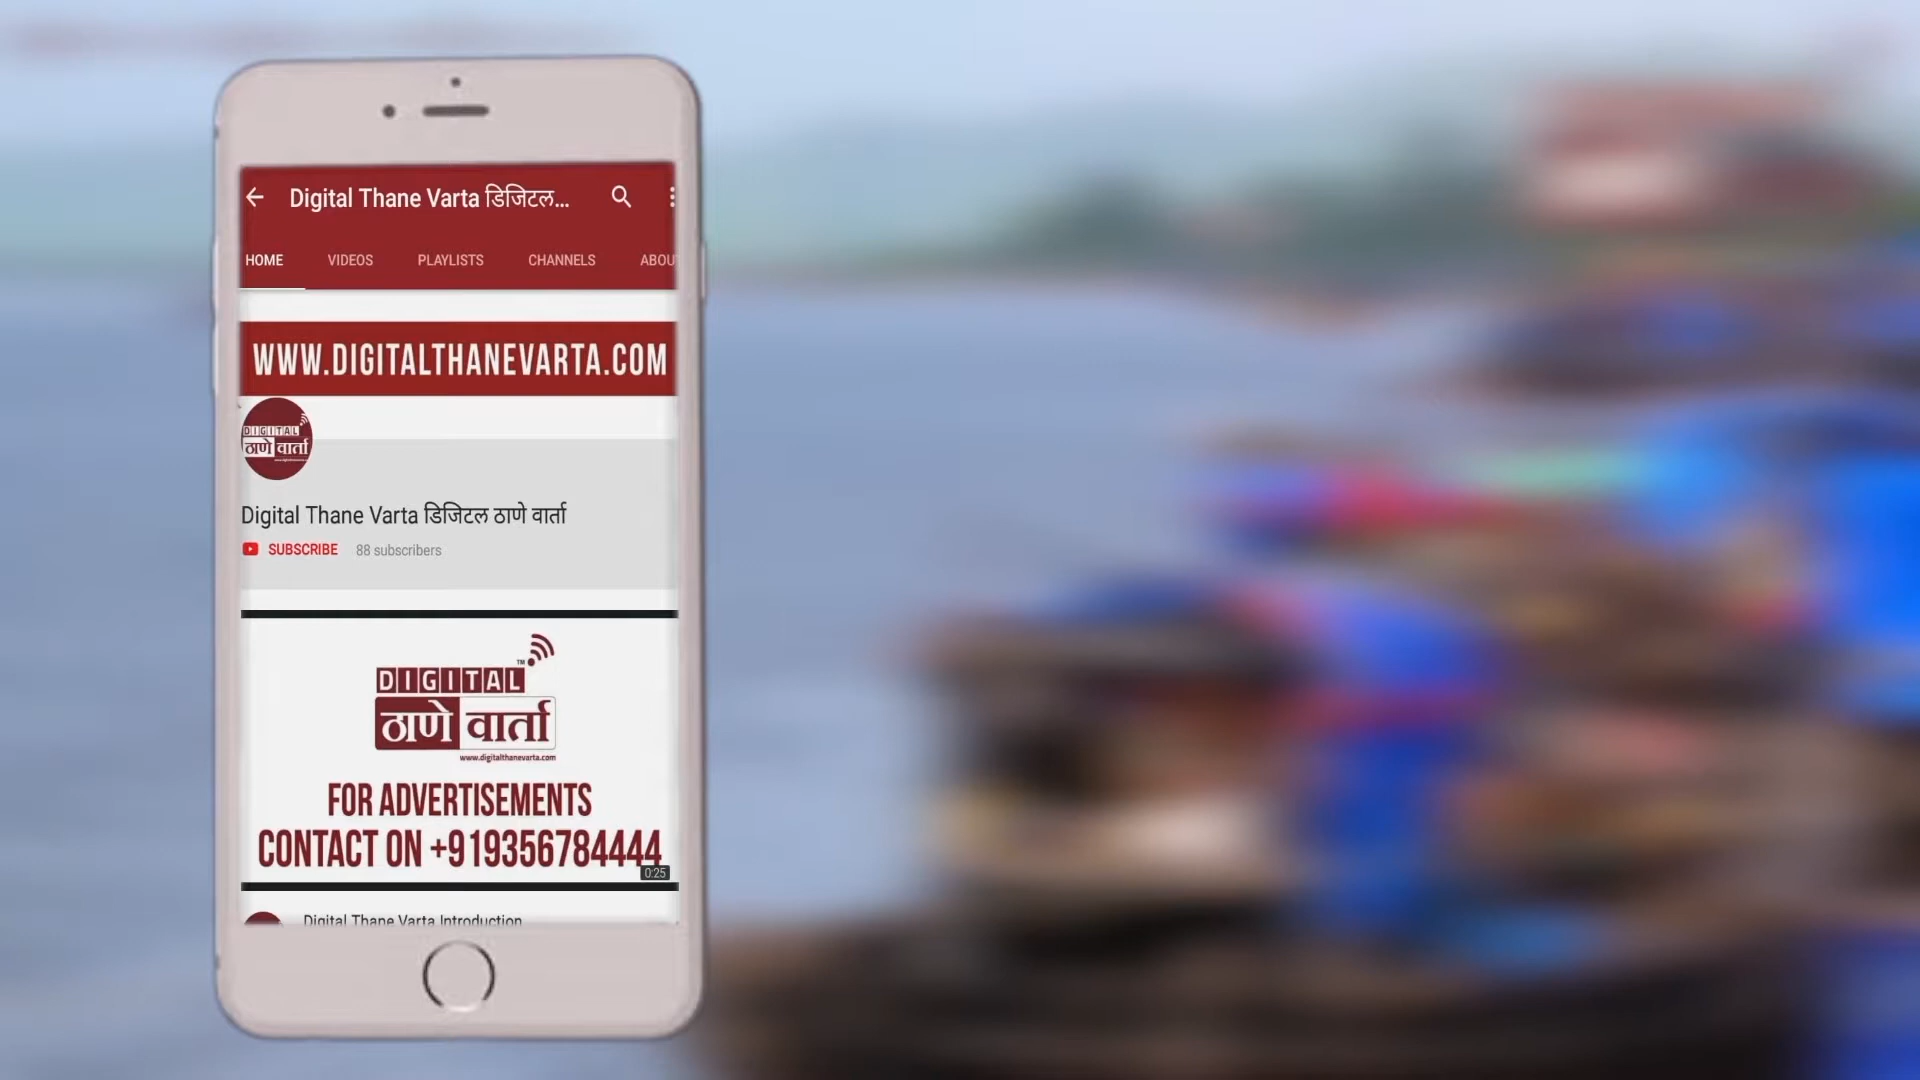 Digital Thane Varta डिजिटल...
HOME VIDEOS PLAYLISTS CHANNELS ABOU
WWW.DIGITALTHANEVARTA.COM
DIGITAL
ठाणे वार्ता
Digital Thane Varta डिजिटल ठाणे वार्ता
SUBSCRIBE 88 subscribers
DIGITAL™
ठाणे वार्ता
www.digitalthanevarta.com
FOR ADVERTISEMENTS
CONTACT ON +919356784444
0:25
Digital Thane Varta Introduction